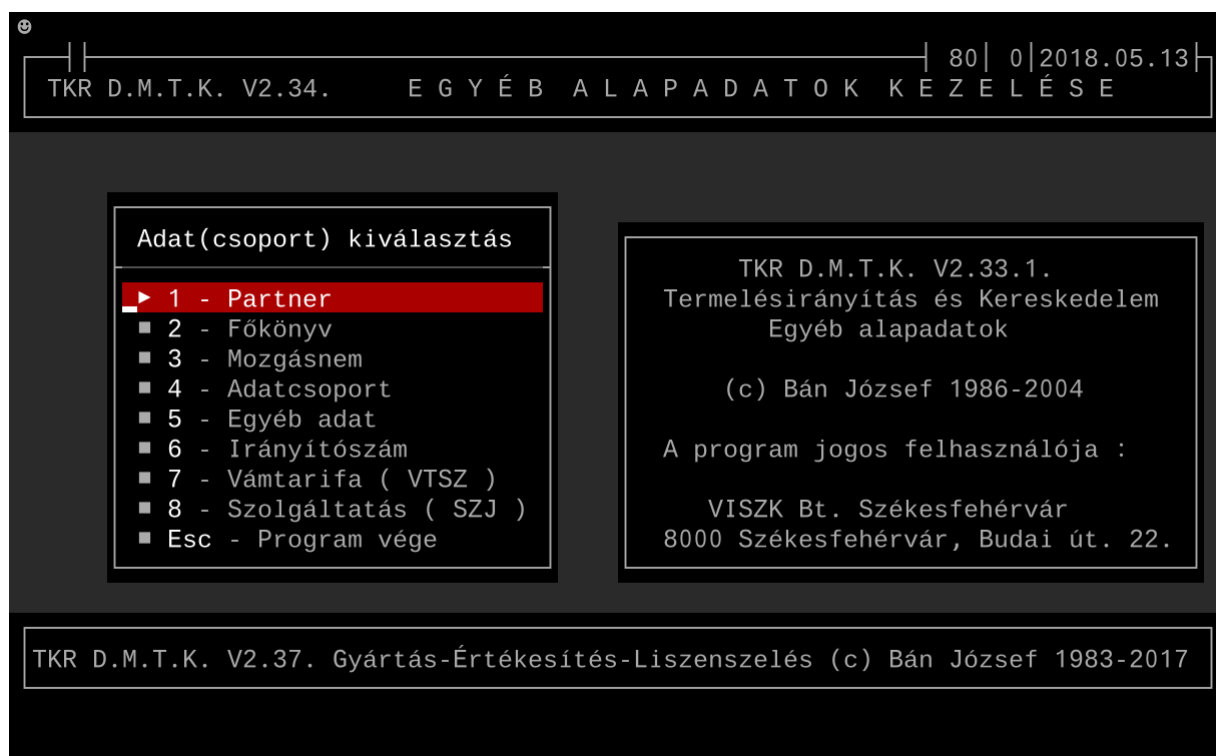 80 0 2018.05.13
TKR D.M.T.K. V2.34. E G Y É B A L A P A D A T O K K E Z E L É S E
Adat(csoport) kiválasztás
1 - Partner
2 - Főkönyv
3 - Mozgásnem
4 - Adatcsoport
5 - Egyéb adat
6 - Irányítószám
7 - Vámtarifa ( VTSZ )
8 - Szolgáltatás ( SZJ )
Esc - Program vége
TKR D.M.T.K. V2.33.1.
Termelésirányítás és Kereskedelem
Egyéb alapadatok
(c) Bán József 1986-2004
A program jogos felhasználója :
VISZK Bt. Székesfehérvár
8000 Székesfehérvár, Budai út. 22.
TKR D.M.T.K. V2.37. Gyártás-Értékesítés-Liszenszelés (c) Bán József 1983-2017